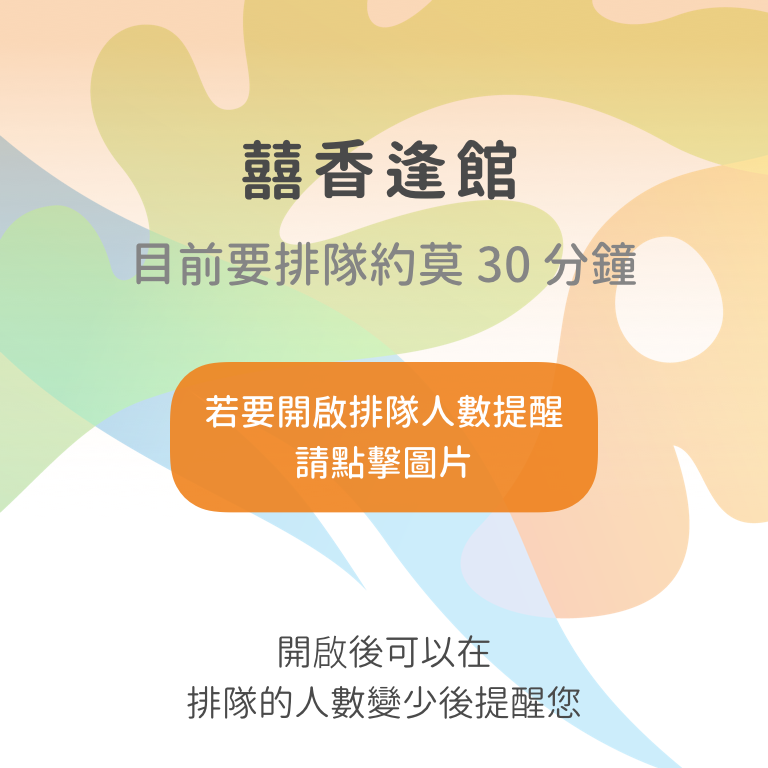 囍香逢館
目前要排隊約莫 30 分鐘
若要開啟排隊人數提醒
請點擊圖片
開啟後可以在
排隊的人數變少後提醒您